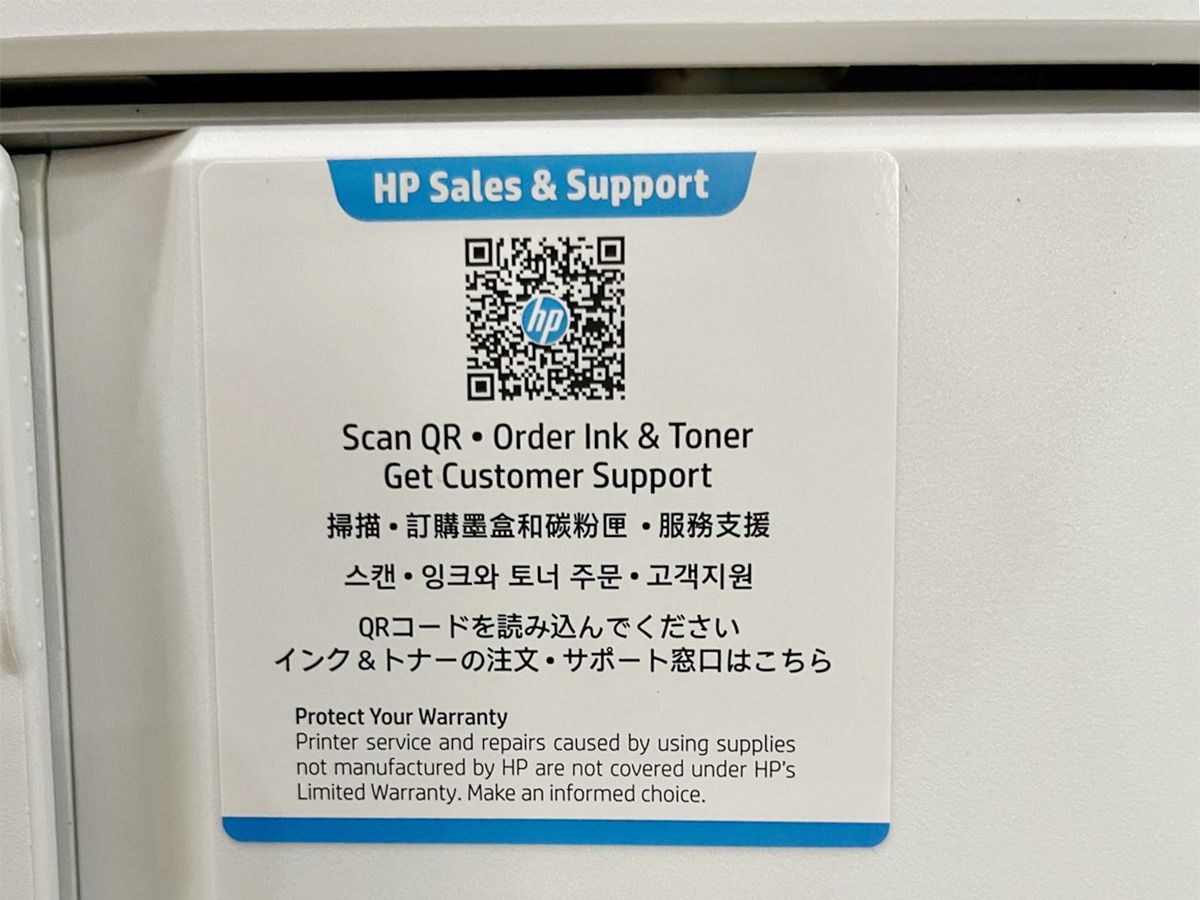 HP Sales & Support
hp
Scan QR • Order Ink & Toner
Get Customer Support
掃描 • 訂購墨盒和碳粉匣 • 服務支援
스캔 • 잉크와 토너 주문 • 고객지원
QRコードを読み込んでください
インク & トナーの注文 • サポート窓口はこちら
Protect Your Warranty
Printer service and repairs caused by using supplies
not manufactured by HP are not covered under HP's
Limited Warranty. Make an informed choice.